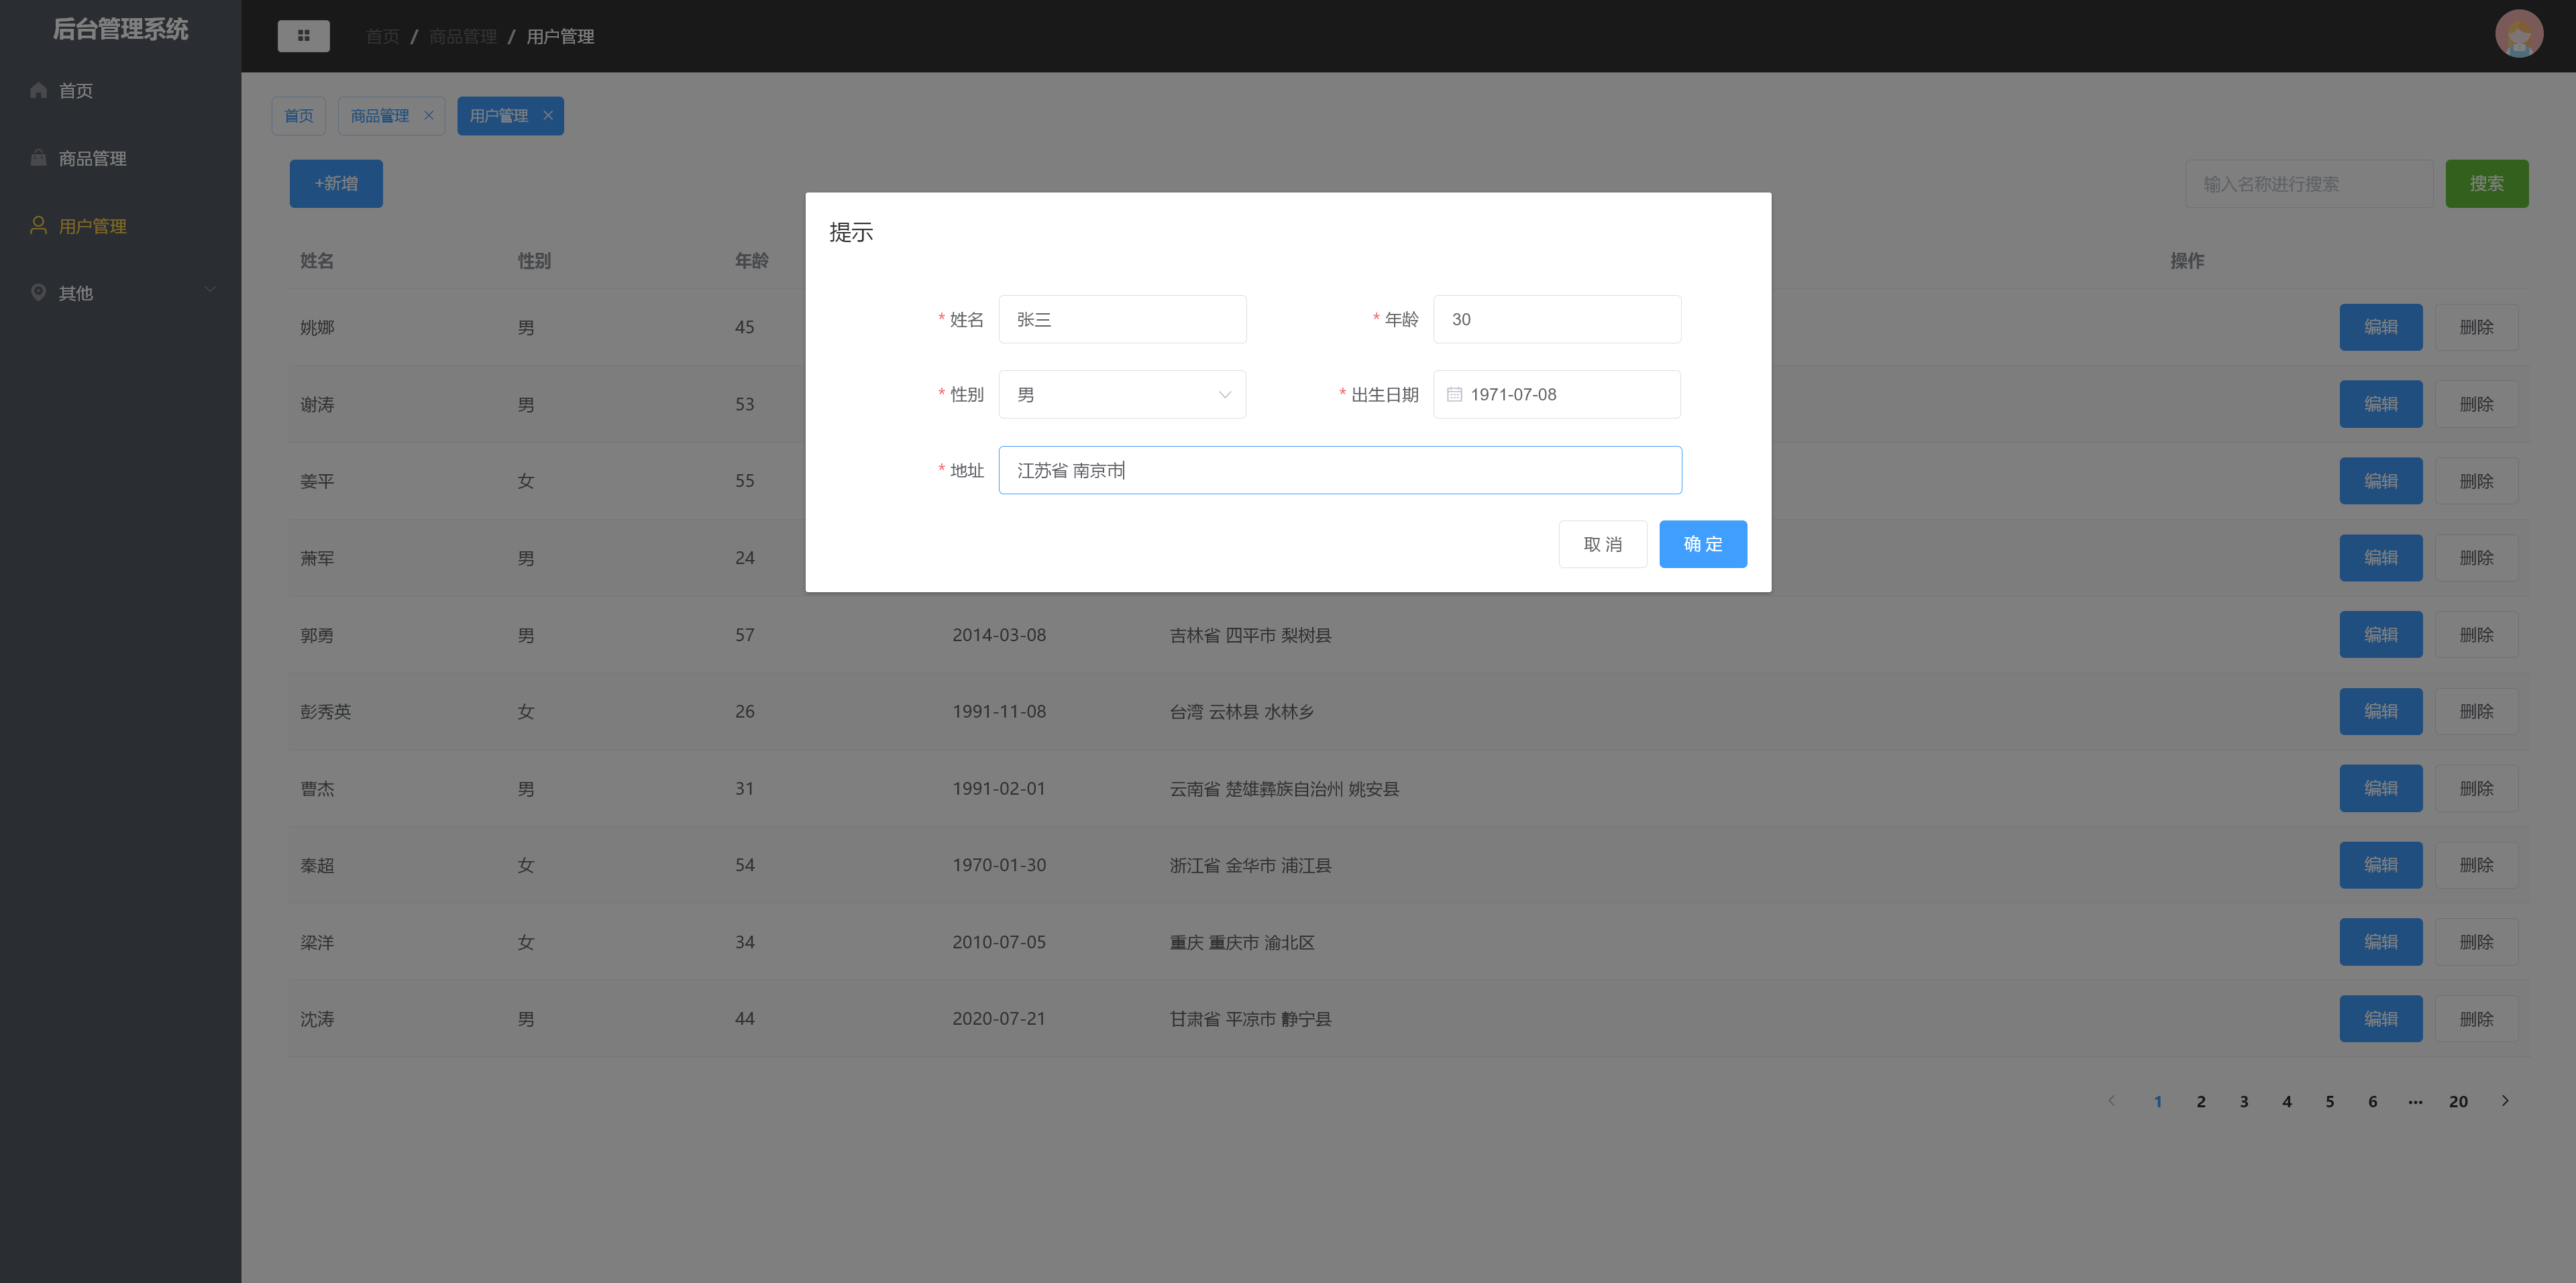 后台管理系统
首页
商品管理
用户管理
其他
首页 / 商品管理 / 用户管理
首页 商品管理 用户管理
+新增
输入名称进行搜索 搜索
姓名 性别 年龄 操作
提示
* 姓名 张三 * 年龄 30
* 性别 男 * 出生日期 1971-07-08
* 地址 江苏省 南京市
取 消 确 定
姚娜 男 45 编辑 删除
谢涛 男 53 编辑 删除
姜平 女 55 编辑 删除
萧军 男 24 编辑 删除
郭勇 男 57 2014-03-08 吉林省 四平市 梨树县 编辑 删除
彭秀英 女 26 1991-11-08 台湾 云林县 水林乡 编辑 删除
曹杰 男 31 1991-02-01 云南省 楚雄彝族自治州 姚安县 编辑 删除
秦超 女 54 1970-01-30 浙江省 金华市 浦江县 编辑 删除
梁洋 女 34 2010-07-05 重庆 重庆市 渝北区 编辑 删除
沈涛 男 44 2020-07-21 甘肃省 平凉市 静宁县 编辑 删除
1 2 3 4 5 6 ··· 20